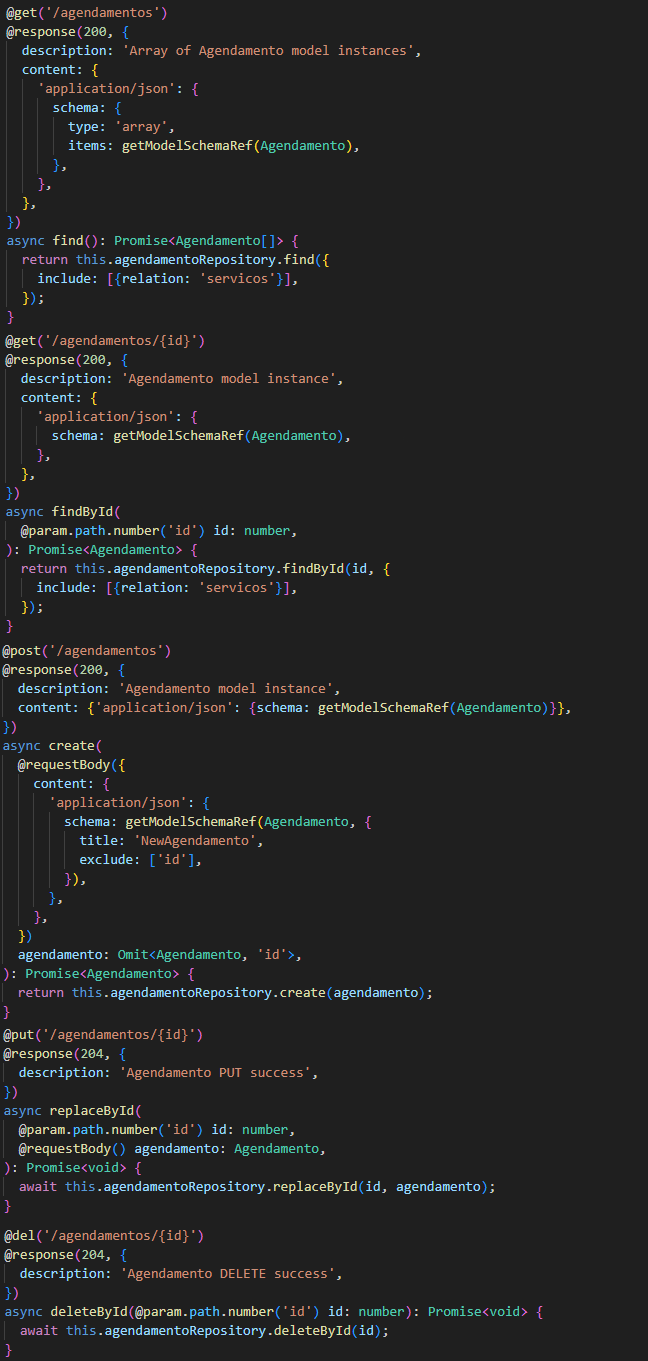 @get('/agendamentos')
@response(200, {
  description: 'Array of Agendamento model instances',
  content: {
    'application/json': {
      schema: {
        type: 'array',
        items: getModelSchemaRef(Agendamento),
      },
    },
  },
})
async find(): Promise<Agendamento[]> {
  return this.agendamentoRepository.find({
    include: [{relation: 'servicos'}],
  });
}
@get('/agendamentos/{id}')
@response(200, {
  description: 'Agendamento model instance',
  content: {
    'application/json': {
      schema: getModelSchemaRef(Agendamento),
    },
  },
})
async findById(
  @param.path.number('id') id: number,
): Promise<Agendamento> {
  return this.agendamentoRepository.findById(id, {
    include: [{relation: 'servicos'}],
  });
}
@post('/agendamentos')
@response(200, {
  description: 'Agendamento model instance',
  content: {'application/json': {schema: getModelSchemaRef(Agendamento)}},
})
async create(
  @requestBody({
    content: {
      'application/json': {
        schema: getModelSchemaRef(Agendamento, {
          title: 'NewAgendamento',
          exclude: ['id'],
        }),
      },
    },
  })
  agendamento: Omit<Agendamento, 'id'>,
): Promise<Agendamento> {
  return this.agendamentoRepository.create(agendamento);
}
@put('/agendamentos/{id}')
@response(204, {
  description: 'Agendamento PUT success',
})
async replaceById(
  @param.path.number('id') id: number,
  @requestBody() agendamento: Agendamento,
): Promise<void> {
  await this.agendamentoRepository.replaceById(id, agendamento);
}
@del('/agendamentos/{id}')
@response(204, {
  description: 'Agendamento DELETE success',
})
async deleteById(@param.path.number('id') id: number): Promise<void> {
  await this.agendamentoRepository.deleteById(id);
}